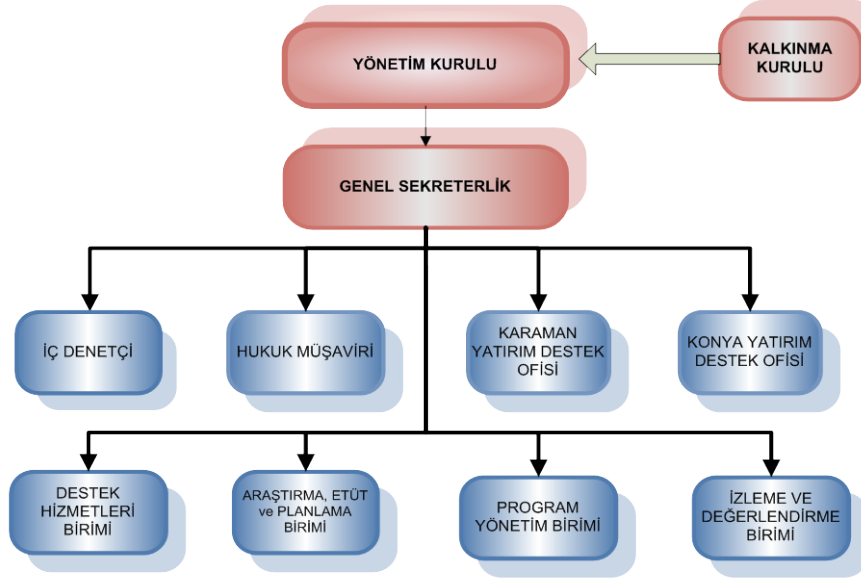 YÖNETİM KURULU
KALKINMA
KURULU
GENEL SEKRETERLİK
İÇ DENETÇİ
HUKUK MÜŞAVİRİ
KARAMAN
YATIRIM DESTEK
OFİSİ
KONYA YATIRIM
DESTEK OFİSİ
DESTEK
HİZMETLERİ
BİRİMİ
ARAŞTIRMA, ETÜT
ve PLANLAMA
BİRİMİ
PROGRAM
YÖNETİM BİRİMİ
İZLEME VE
DEĞERLENDİRME
BİRİMİ